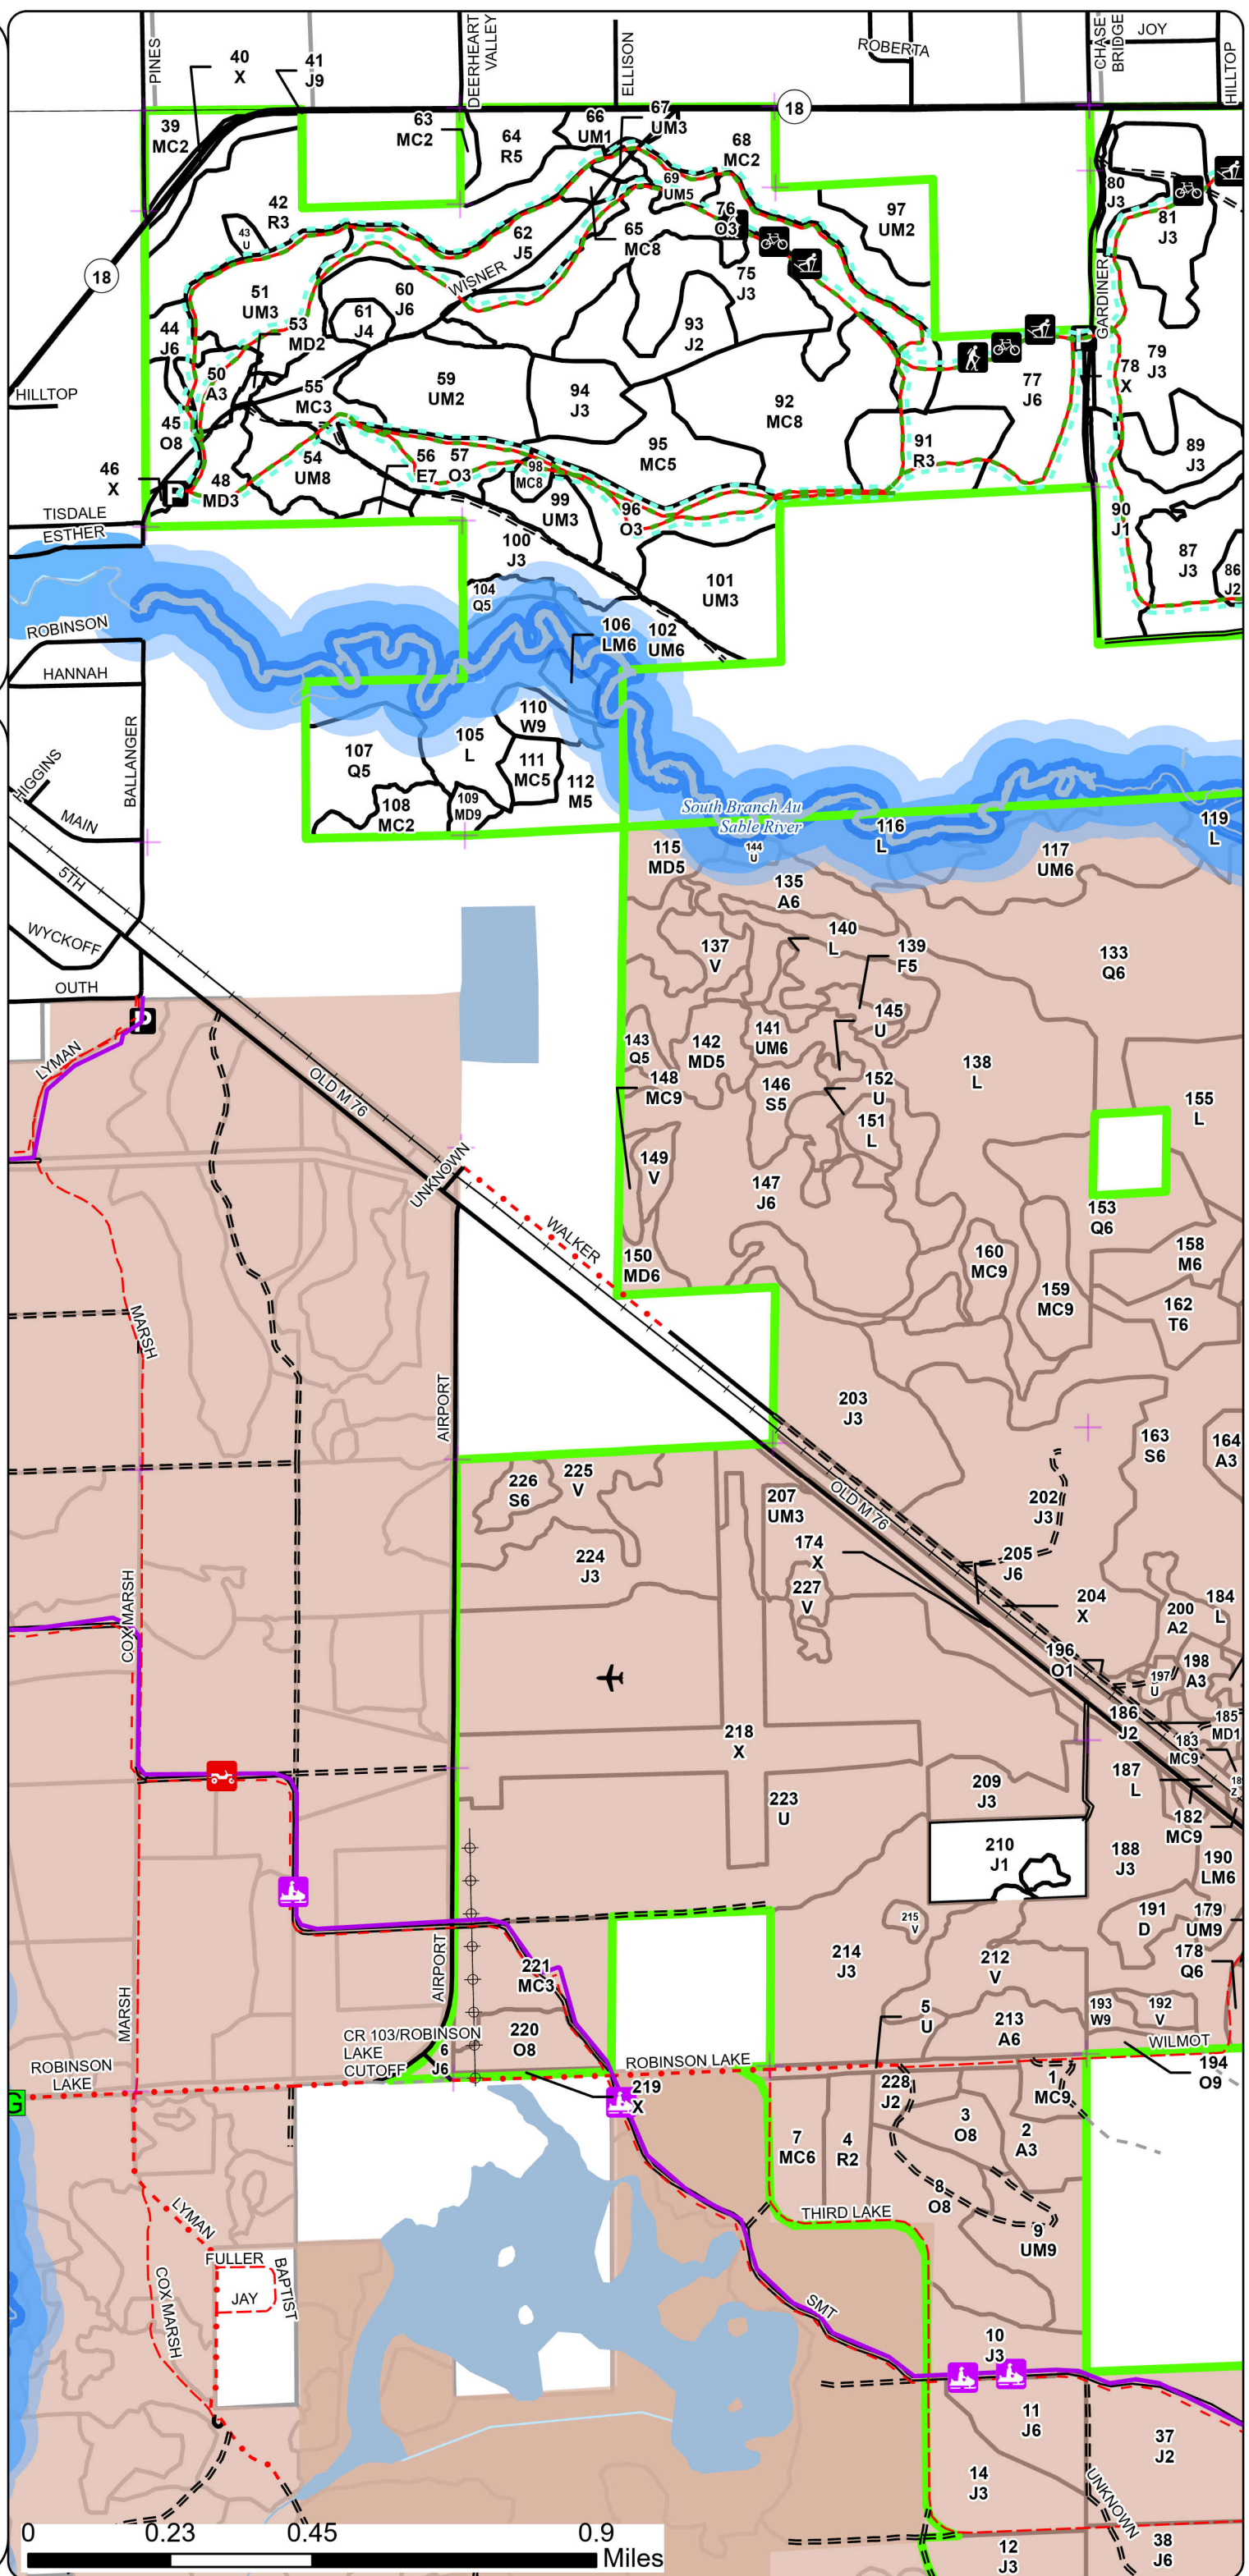 PINES
DEERHEART
VALLEY
ELLISON
ROBERTA
CHASE
BRIDGE
JOY
HILLTOP
40
X
41
J9
18
39
MC2
63
MC2
64
R5
66
UM1
67
UM3
68
MC2
69
UM5
42
R3
43
U
62
J5
65
MC8
76
O3
97
UM2
80
J3
81
J3
18
WISNER
GARDINER
51
UM3
60
J6
61
J4
75
J3
44
J6
53
MD2
93
J2
P
78
X
79
J3
HILLTOP
50
A3
55
MC3
59
UM2
94
J3
92
MC8
77
J6
45
O8
46
X
P
48
MD3
54
UM8
56
E7
57
O3
98
MC8
95
MC5
91
R3
89
J3
99
UM3
96
O3
90
J1
TISDALE
ESTHER
100
J3
87
J3
86
J2
104
Q5
101
UM3
ROBINSON
106
LM6
102
UM6
HANNAH
110
W9
BALLANGER
107
Q5
105
L
111
MC5
112
M5
HIGGINS
MAIN
108
MC2
109
MD9
South Branch Au
Sable River
116
L
119
L
5TH
115
MD5
144
U
117
UM6
135
A6
WYCKOFF
137
V
140
L
139
F5
133
Q6
OUTH
P
145
U
143
Q5
142
MD5
141
UM6
LYMAN
OLD M 76
148
MC9
146
S5
152
U
138
L
151
L
155
L
UNKNOWN
149
V
147
J6
153
Q6
WALKER
150
MD6
160
MC9
158
M6
159
MC9
162
T6
MARSH
AIRPORT
203
J3
163
S6
164
A3
226
S6
225
V
207
UM3
OLD M 76
202
J3
174
X
224
J3
205
J6
COX MARSH
227
V
204
X
200
A2
184
L
196
O1
198
A3
197
U
186
J2
185
MD1
218
X
183
MC9
187
L
209
J3
223
U
182
MC9
210
J1
188
J3
190
LM6
215
V
191
D
179
UM9
AIRPORT
221
MC3
214
J3
212
V
178
Q6
MARSH
5
U
213
A6
193
W9
192
V
CR 103/ROBINSON
LAKE
CUTOFF
6
J6
220
O8
WILMOT
ROBINSON
LAKE
ROBINSON LAKE
194
O9
G
219
X
228
J2
1
MC9
7
MC6
4
R2
3
O8
2
A3
8
O8
LYMAN
THIRD LAKE
9
UM9
FULLER
BAPTIST
JAY
COX MARSH
SMT
10
J3
11
J6
37
J2
14
J3
UNKNOWN
12
J3
38
J6
0
0.23
0.45
0.9
Miles